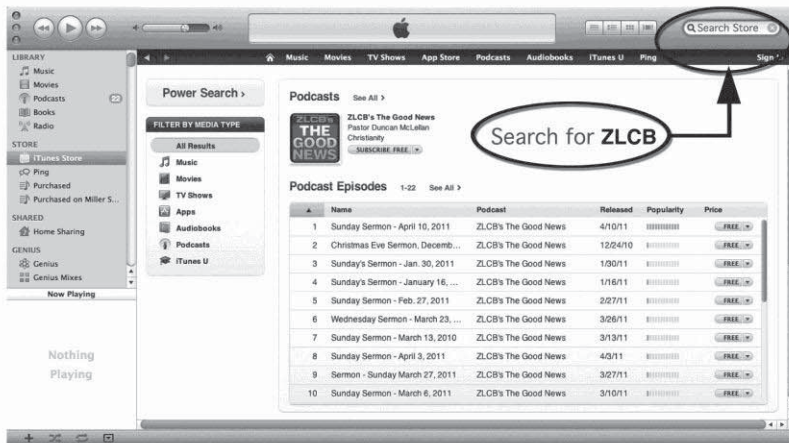 Search Store
LIBRARY
Music
Movies
Podcasts
Books
Radio
STORE
iTunes Store
Ping
Purchased
Purchased on Miller S...
SHARED
Home Sharing
GENIUS
Genius
Genius Mixes
Now Playing
Nothing
Playing
Music Movies TV Shows App Store Podcasts Audiobooks iTunes U Ping Sign
Power Search ›
FILTER BY MEDIA TYPE
All Results
Music
Movies
TV Shows
Apps
Audiobooks
Podcasts
iTunes U
Podcasts See All ›
ZLCB's
THE
GOOD
NEWS
ZLCB's The Good News
Pastor Duncan McLellan
Christianity
SUBSCRIBE FREE
Search for ZLCB
Podcast Episodes 1-22 See All ›
Name Podcast Released Popularity Price
1 Sunday Sermon - April 10, 2011 ZLCB's The Good News 4/10/11 FREE
2 Christmas Eve Sermon, Decemb... ZLCB's The Good News 12/24/10 FREE
3 Sunday's Sermon - Jan. 30, 2011 ZLCB's The Good News 1/30/11 FREE
4 Sunday's Sermon - January 16, ... ZLCB's The Good News 1/16/11 FREE
5 Sunday Sermon - Feb. 27, 2011 ZLCB's The Good News 2/27/11 FREE
6 Wednesday Sermon - March 23, ... ZLCB's The Good News 3/26/11 FREE
7 Sunday Sermon - March 13, 2010 ZLCB's The Good News 3/13/11 FREE
8 Sunday Sermon - April 3, 2011 ZLCB's The Good News 4/3/11 FREE
9 Sermon - Sunday March 27, 2011 ZLCB's The Good News 3/27/11 FREE
10 Sunday Sermon - March 6, 2011 ZLCB's The Good News 3/10/11 FREE